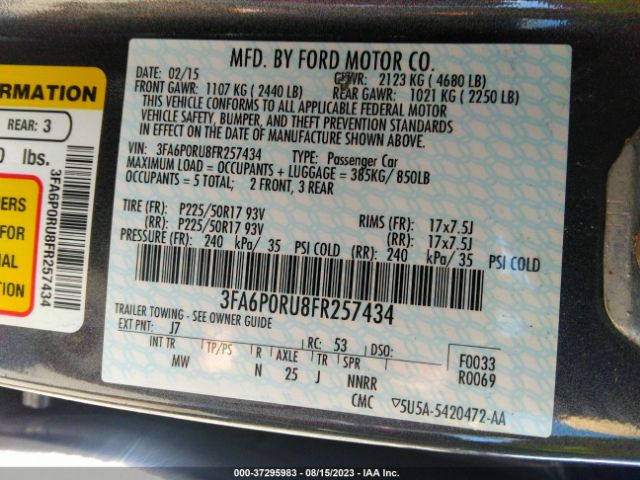 ORMATION
REAR: 3
lbs.
3FA6P0RU8FR257434
ERS
FOR
AL
ION
MFD. BY FORD MOTOR CO.
DATE: 02/15 GVWR: 2123 KG ( 4680 LB)
FRONT GAWR: 1107 KG ( 2440 LB) REAR GAWR: 1021 KG ( 2250 LB)
THIS VEHICLE CONFORMS TO ALL APPLICABLE FEDERAL MOTOR
VEHICLE SAFETY, BUMPER, AND THEFT PREVENTION STANDARDS
IN EFFECT ON THE DATE OF MANUFACTURE SHOWN ABOVE.
VIN: 3FA6P0RU8FR257434 TYPE: Passenger Car
MAXIMUM LOAD = OCCUPANTS + LUGGAGE = 385KG/ 850LB
OCCUPANTS = 5 TOTAL; 2 FRONT, 3 REAR
TIRE (FR): P225/50R17 93V RIMS (FR): 17x7.5J
(RR): P225/50R17 93V (RR): 17x7.5J
PRESSURE (FR): 240 kPa/ 35 PSI COLD (RR): 240 kPa/ 35 PSI COLD
3FA6P0RU8FR257434
TRAILER TOWING - SEE OWNER GUIDE
EXT PNT: J7 RC: 53 DSO:
INT TR TP/PS R AXLE TR SPR F0033
MW N 25 J NNRR R0069
CMC ▽5U5A-5420472-AA
000-37295983 - 08/15/2023 - IAA Inc.